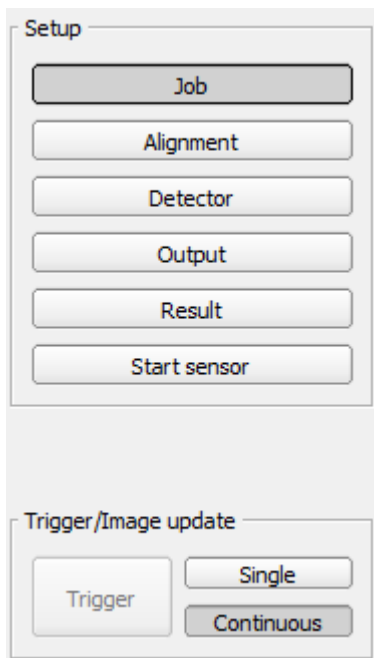 Setup
Job
Alignment
Detector
Output
Result
Start sensor
Trigger/Image update
Trigger
Single
Continuous